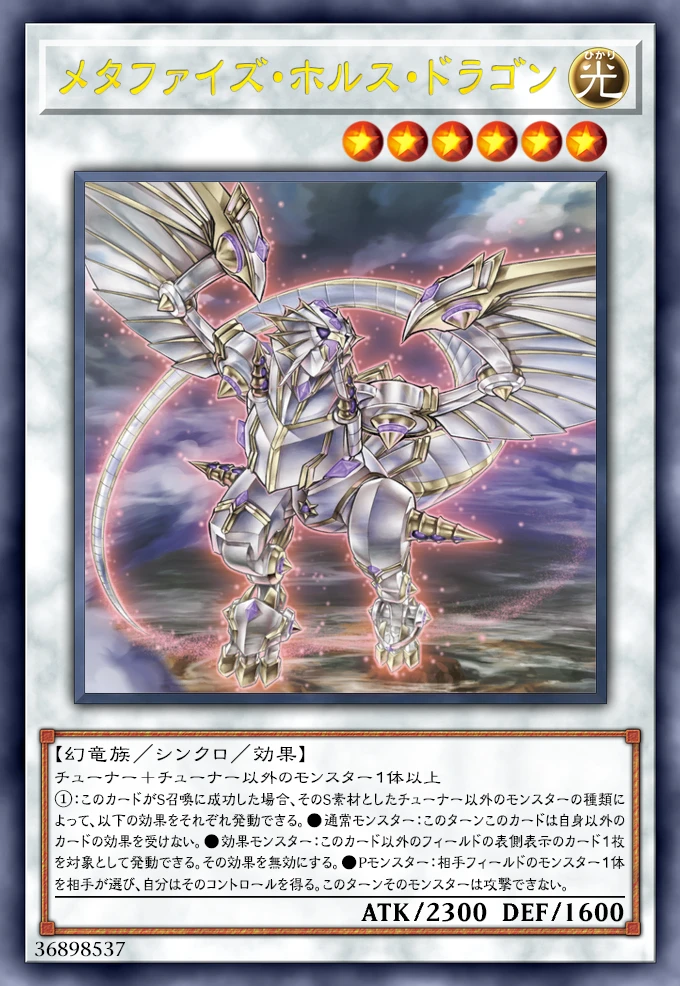 メタファイズ・ホルス・ドラゴン
ひかり
光
【幻竜族／シンクロ／効果】
チューナー＋チューナー以外のモンスター1体以上
①：このカードがS召喚に成功した場合、そのS素材としたチューナー以外のモンスターの種類に
よって、以下の効果をそれぞれ発動できる。●通常モンスター：このターンこのカードは自身以外の
カードの効果を受けない。●効果モンスター：このカード以外のフィールドの表側表示のカード1枚
を対象として発動できる。その効果を無効にする。●Pモンスター：相手フィールドのモンスター1体
を相手が選び、自分はそのコントロールを得る。このターンそのモンスターは攻撃できない。
ATK/2300 DEF/1600
36898537